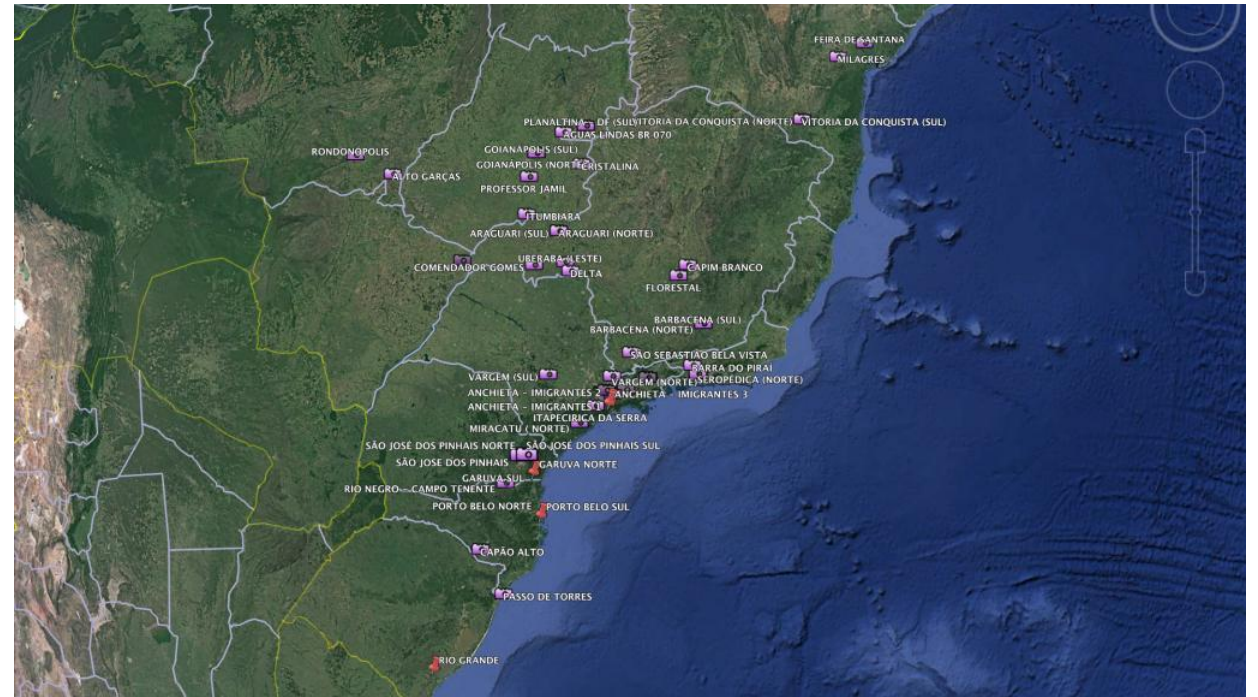 FEIRA DE SANTANA
MILAGRES
PLANALTINA - DF (SUL)
VITORIA DA CONQUISTA (NORTE)
VITORIA DA CONQUISTA (SUL)
AGUAS LINDAS BR 070
RONDONOPOLIS
GOIANAPOLIS (SUL)
GOIANÁPOLIS (NORTE)
CRISTALINA
ALTO GARÇAS
PROFESSOR JAMIL
ITUMBIARA
ARAGUARI (SUL)
ARAGUARI (NORTE)
UBERABA (LESTE)
COMENDADOR GOMES
DELTA
CAPIM BRANCO
FLORESTAL
BARBACENA (SUL)
BARBACENA (NORTE)
SÃO SEBASTIÃO BELA VISTA
BARRA DO PIRAÍ
VARGEM (SUL)
VARGEM (NORTE)
SEROPÉDICA (NORTE)
ANCHIETA - IMIGRANTES 2
ANCHIETA - IMIGRANTES 3
ANCHIETA - IMIGRANTES 1
ITAPECIRICA DA SERRA
MIRACATU ( NORTE)
SÃO JOSÉ DOS PINHAIS NORTE
SÃO JOSÉ DOS PINHAIS SUL
SÃO JOSE DOS PINHAIS
GARUVA NORTE
GARUVA SUL
RIO NEGRO - CAMPO TENENTE
PORTO BELO NORTE
PORTO BELO SUL
CAPÃO ALTO
PASSO DE TORRES
RIO GRANDE